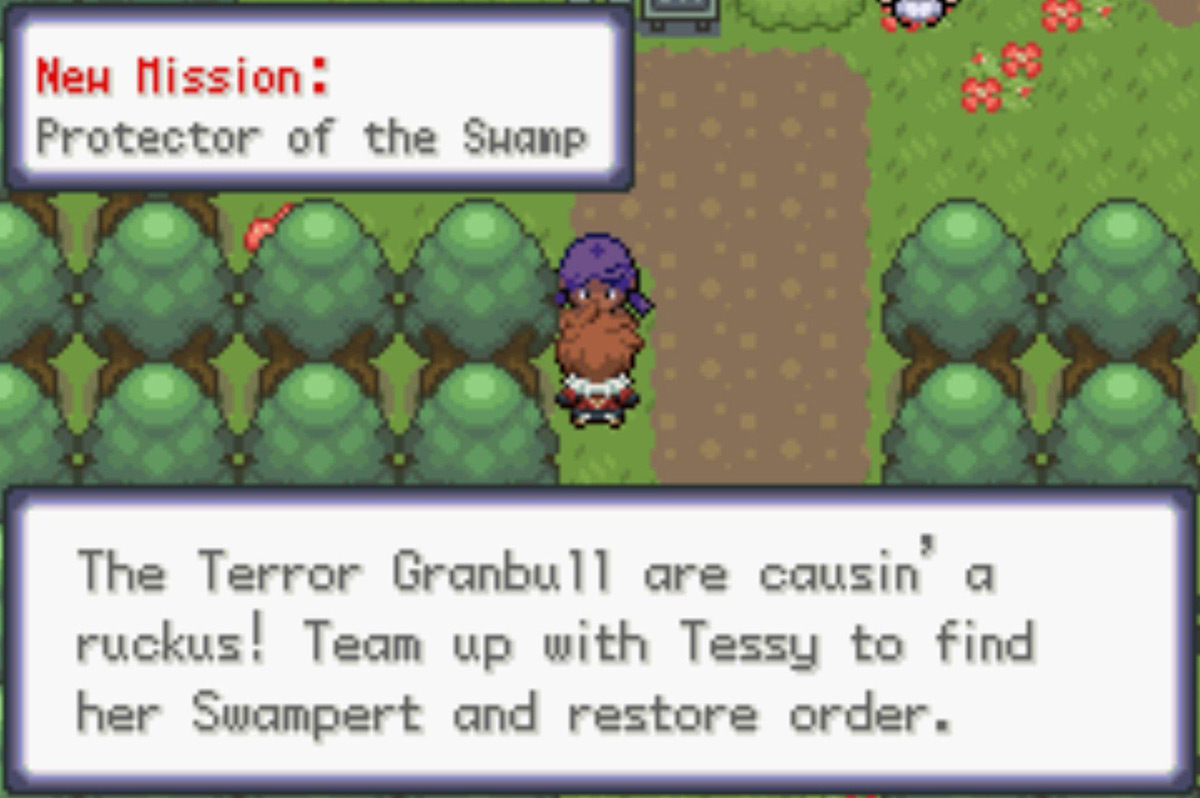 New Mission:
Protector of the Swamp
The Terror Granbull are causin' a
ruckus! Team up with Tessy to find
her Swampert and restore order.